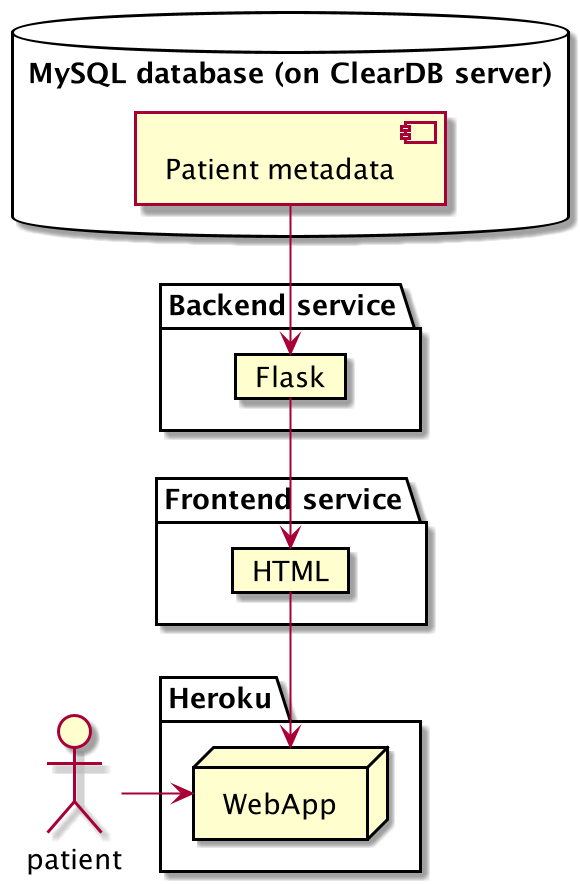 MySQL database (on ClearDB server)
Patient metadata
Backend service
Flask
Frontend service
HTML
Heroku
WebApp
patient